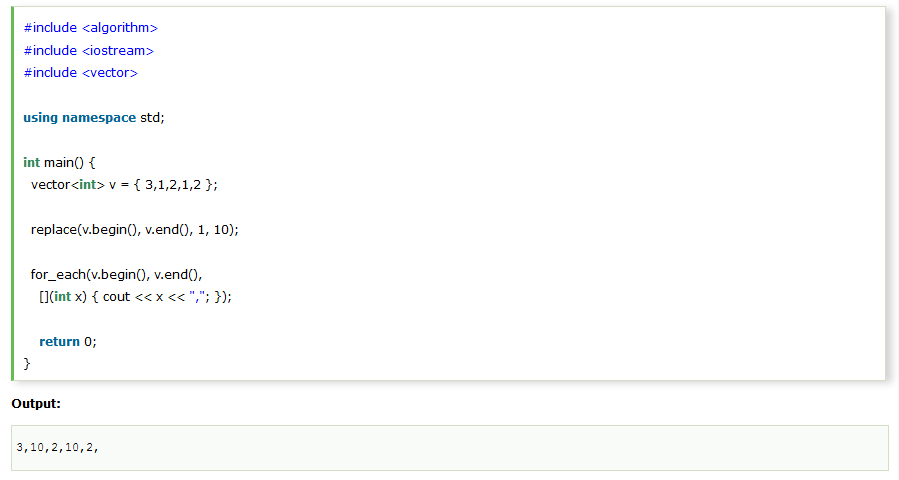 #include <algorithm>
#include <iostream>
#include <vector>
using namespace std;
int main() {
vector<int> v = { 3,1,2,1,2 };
replace(v.begin(), v.end(), 1, 10);
for_each(v.begin(), v.end(),
[](int x) { cout << x << ","; });
return 0;
}
Output:
3,10,2,10,2,